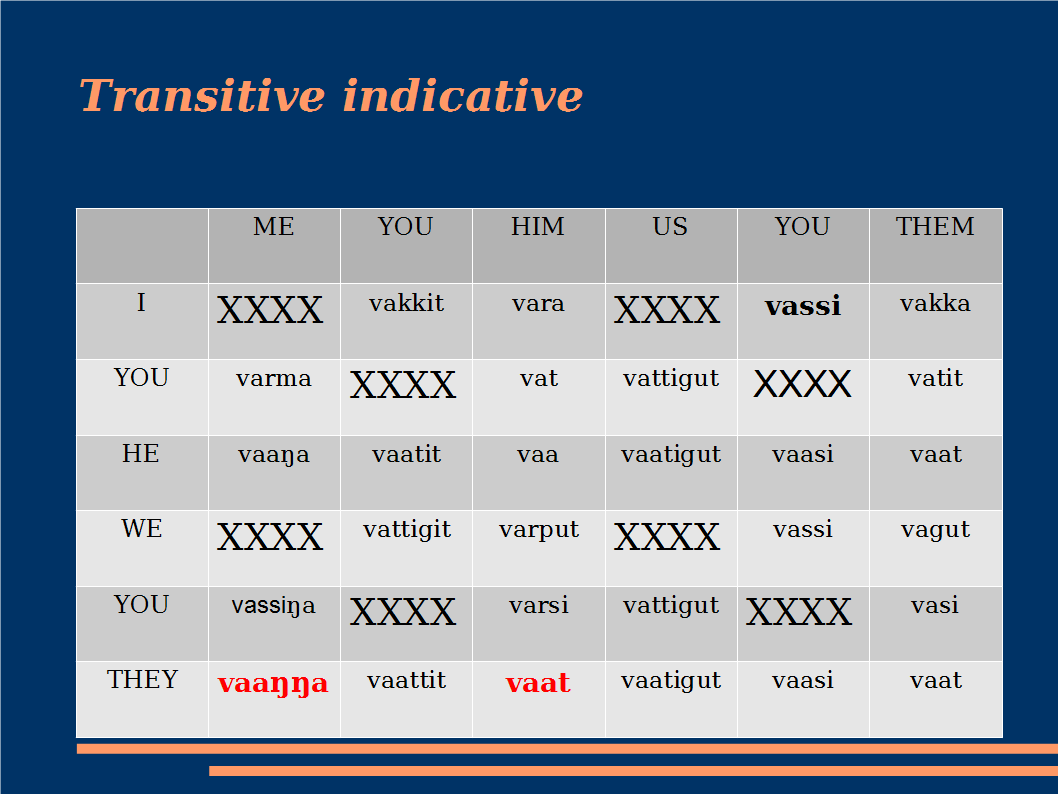 Transitive indicative
ME YOU HIM US YOU THEM
I XXXX vakkit vara XXXX vassi vakka
YOU varma XXXX vat vattigut XXXX vatit
HE vaaŋa vaatit vaa vaatigut vaasi vaat
WE XXXX vattigit varput XXXX vassi vagut
YOU vassiŋa XXXX varsi vattigut XXXX vasi
THEY vaaŋŋa vaattit vaat vaatigut vaasi vaat